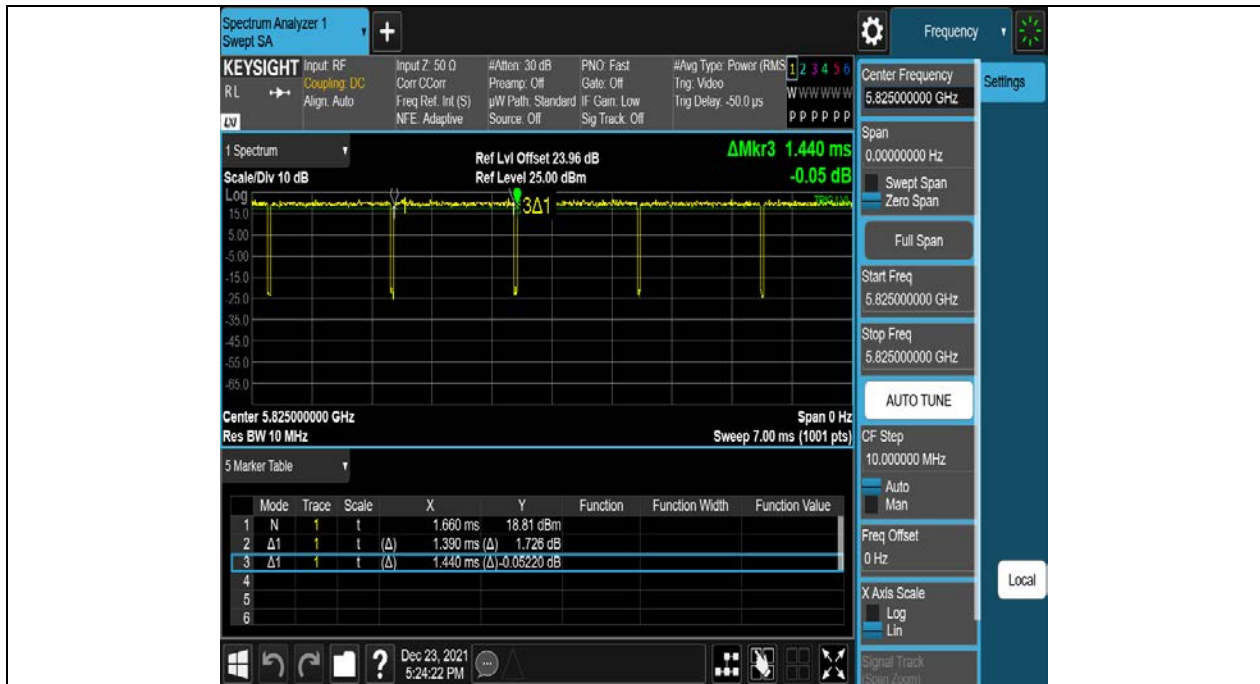 Spectrum Analyzer 1
Swept SA
+
Frequency
KEYSIGHT
RL
LXI
Input: RF
Coupling: DC
Align: Auto
Input Z: 50 Ω
Corr CCorr
Freq Ref: Int (S)
NFE: Adaptive
#Atten: 30 dB
Preamp: Off
µW Path: Standard
Source: Off
PNO: Fast
Gate: Off
IF Gain: Low
Sig Track: Off
#Avg Type: Power (RMS
Trig: Video
Trig Delay: -50.0 µs
1 2 3 4 5 6
W W W W W W
P P P P P P
Center Frequency
5.825000000 GHz
Settings
Span
0.00000000 Hz
Swept Span
Zero Span
Full Span
Start Freq
5.825000000 GHz
Stop Freq
5.825000000 GHz
AUTO TUNE
CF Step
10.000000 MHz
Auto
Man
Freq Offset
0 Hz
X Axis Scale
Log
Lin
Signal Track
(Span Zoom)
Local
1 Spectrum
Scale/Div 10 dB
Ref Lvl Offset 23.96 dB
Ref Level 25.00 dBm
ΔMkr3 1.440 ms
-0.05 dB
Log
TRIG LVL
1
3Δ1
15.0
5.00
-5.00
-15.0
-25.0
-35.0
-45.0
-55.0
-65.0
Center 5.825000000 GHz
Span 0 Hz
Res BW 10 MHz
Sweep 7.00 ms (1001 pts)
5 Marker Table
Mode Trace Scale X Y Function Function Width Function Value
1 N 1 t 1.660 ms 18.81 dBm
2 Δ1 1 t (Δ) 1.390 ms (Δ) 1.726 dB
3 Δ1 1 t (Δ) 1.440 ms (Δ) -0.05220 dB
4
5
6
?
Dec 23, 2021
5:24:22 PM